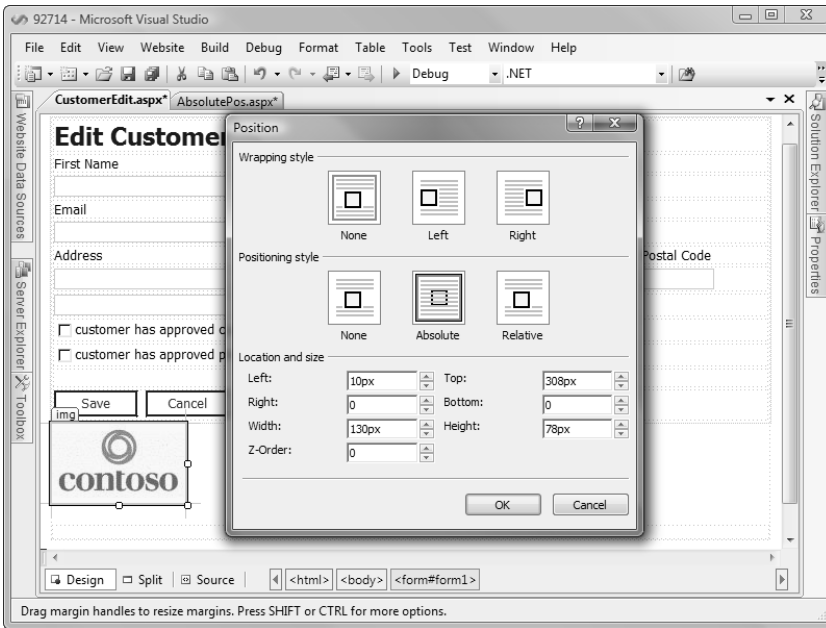 92714 - Microsoft Visual Studio
File Edit View Website Build Debug Format Table Tools Test Window Help
Debug .NET
CustomerEdit.aspx* AbsolutePos.aspx*
Website Data Sources
Server Explorer
Toolbox
Solution Explorer
Properties
Edit Customer
First Name
Email
Address
Postal Code
customer has approved
customer has approved p
Save Cancel
img
contoso
Position
Wrapping style
None Left Right
Positioning style
None Absolute Relative
Location and size
Left: 10px Top: 308px
Right: 0 Bottom: 0
Width: 130px Height: 78px
Z-Order: 0
OK Cancel
Design Split Source <html> <body> <form#form1>
Drag margin handles to resize margins. Press SHIFT or CTRL for more options.